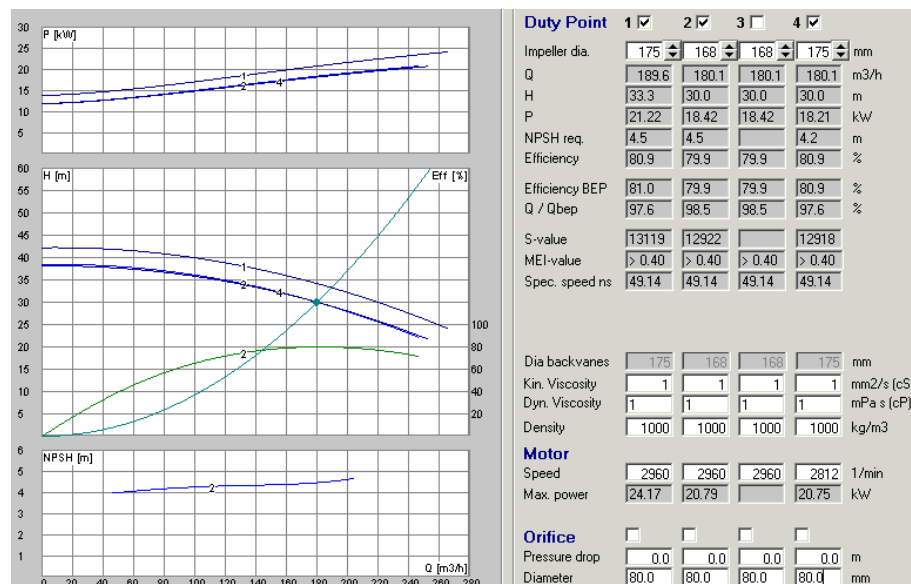 P [kW]
30
25
20
15
10
5
1
2
4
H [m]
Eff [%]
60
55
50
45
40
35
30
25
20
15
10
5
100
80
60
40
20
1
2
4
2
NPSH [m]
6
5
4
3
2
1
2
Q [m3/h]
0 20 40 60 80 100 120 140 160 180 200 220 240 260 280
Duty Point 1 2 3 4
Impeller dia. 175 168 168 175 mm
Q 189.6 180.1 180.1 180.1 m3/h
H 33.3 30.0 30.0 30.0 m
P 21.22 18.42 18.42 18.21 kW
NPSH req. 4.5 4.5 4.2 m
Efficiency 80.9 79.9 79.9 80.9 %
Efficiency BEP 81.0 79.9 79.9 80.9 %
Q / Qbep 97.6 98.5 98.5 97.6 %
S-value 13119 12922 12918
MEI-value > 0.40 > 0.40 > 0.40 > 0.40
Spec. speed ns 49.14 49.14 49.14 49.14
Dia backvanes 175 168 168 175 mm
Kin. Viscosity 1 1 1 1 mm2/s (cS
Dyn. Viscosity 1 1 1 1 mPa s (cP)
Density 1000 1000 1000 1000 kg/m3
Motor
Speed 2960 2960 2960 2812 1/min
Max. power 24.17 20.79 20.75 kW
Orifice
Pressure drop 0.0 0.0 0.0 0.0 m
Diameter 80.0 80.0 80.0 80.0 mm